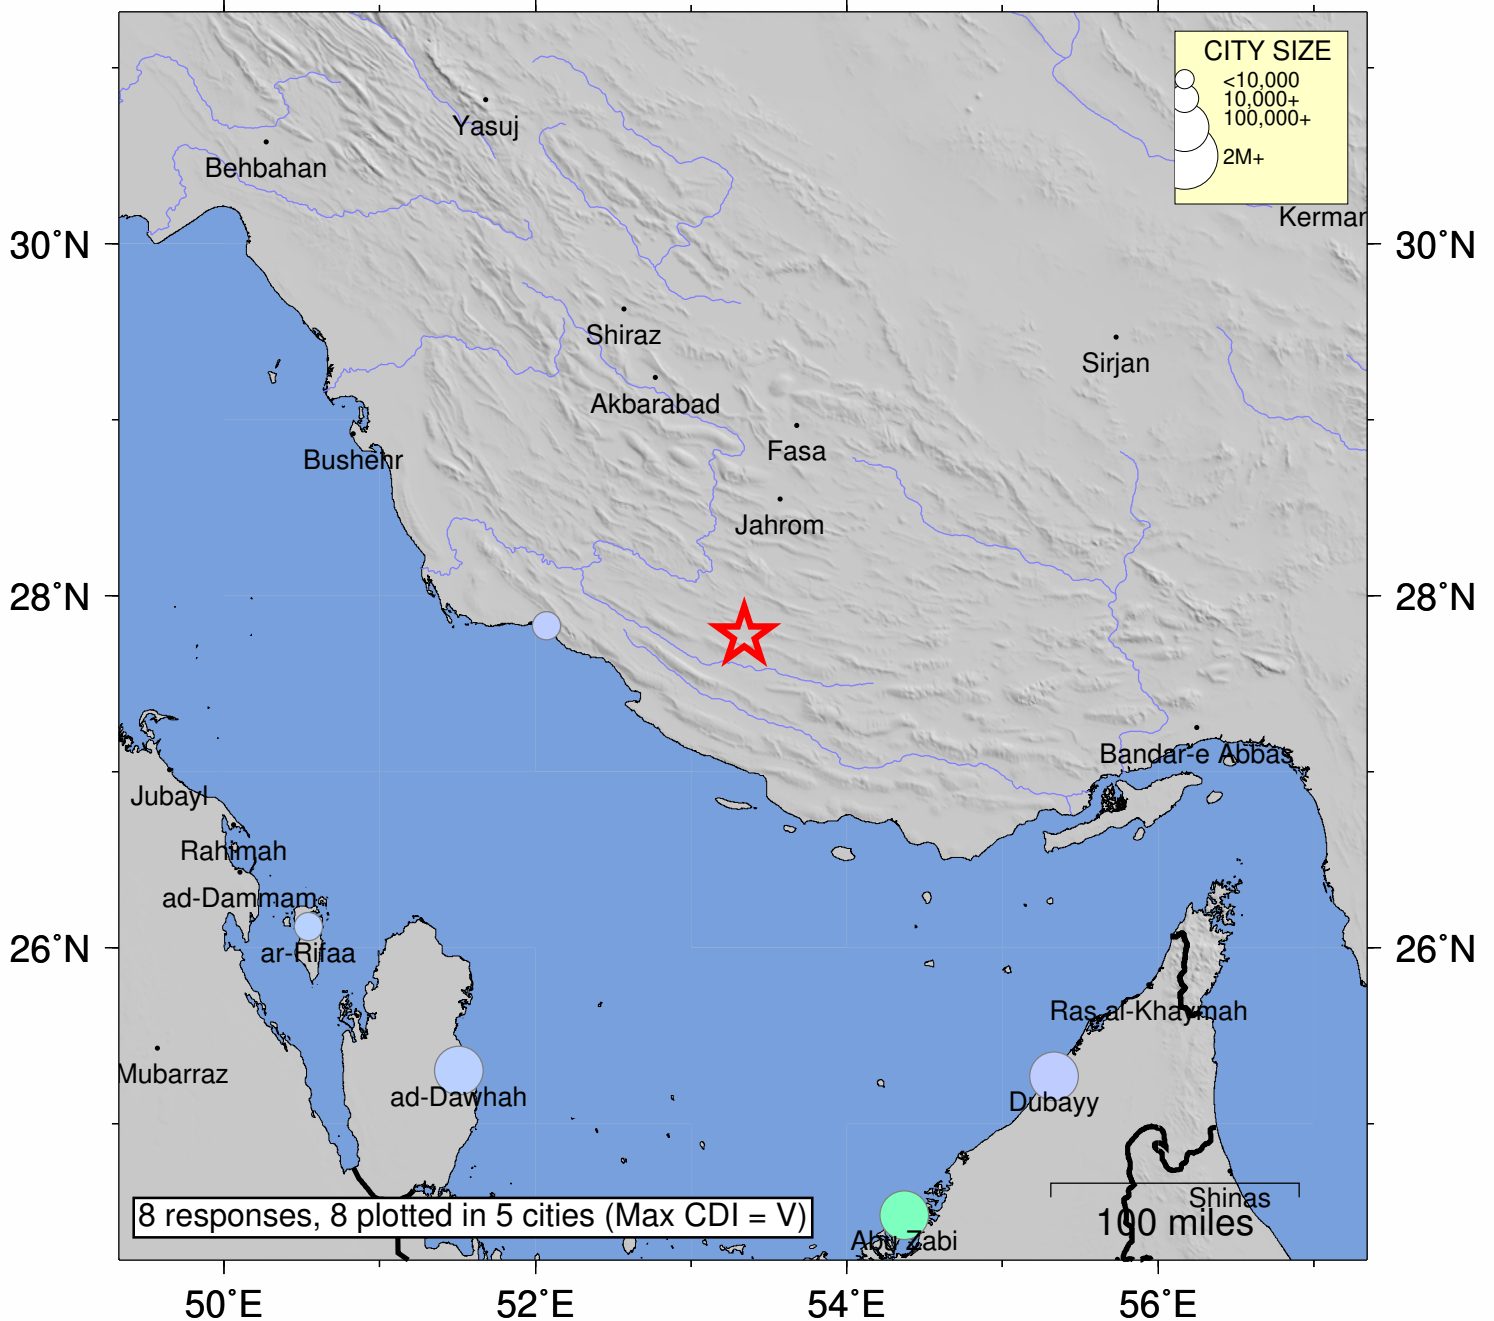 CITY SIZE
<10,000
10,000+
100,000+
2M+
Yasuj
Behbahan
Kerman
30°N
30°N
Shiraz
Sirjan
Akbarabad
Fasa
Bushehr
Jahrom
28°N
28°N
Bandar-e Abbas
Jubayl
Rahimah
ad-Dammam
ar-Rifaa
26°N
26°N
Ras al-Khaymah
Mubarraz
ad-Dawhah
Dubayy
Shinas
8 responses, 8 plotted in 5 cities (Max CDI = V)
100 miles
Abu Zabi
50°E
52°E
54°E
56°E